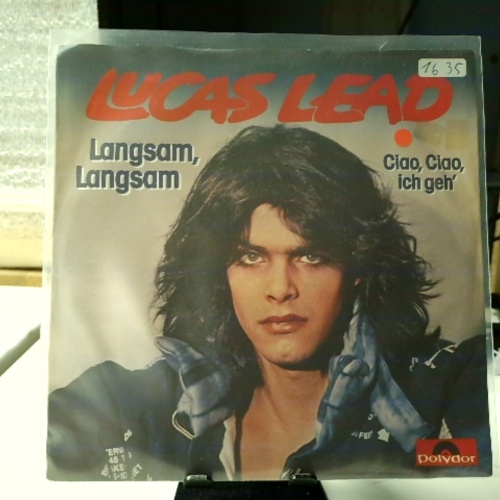 16 35
LUCAS LEAD
Langsam,
Langsam
Ciao, Ciao,
ich geh'
Polydor